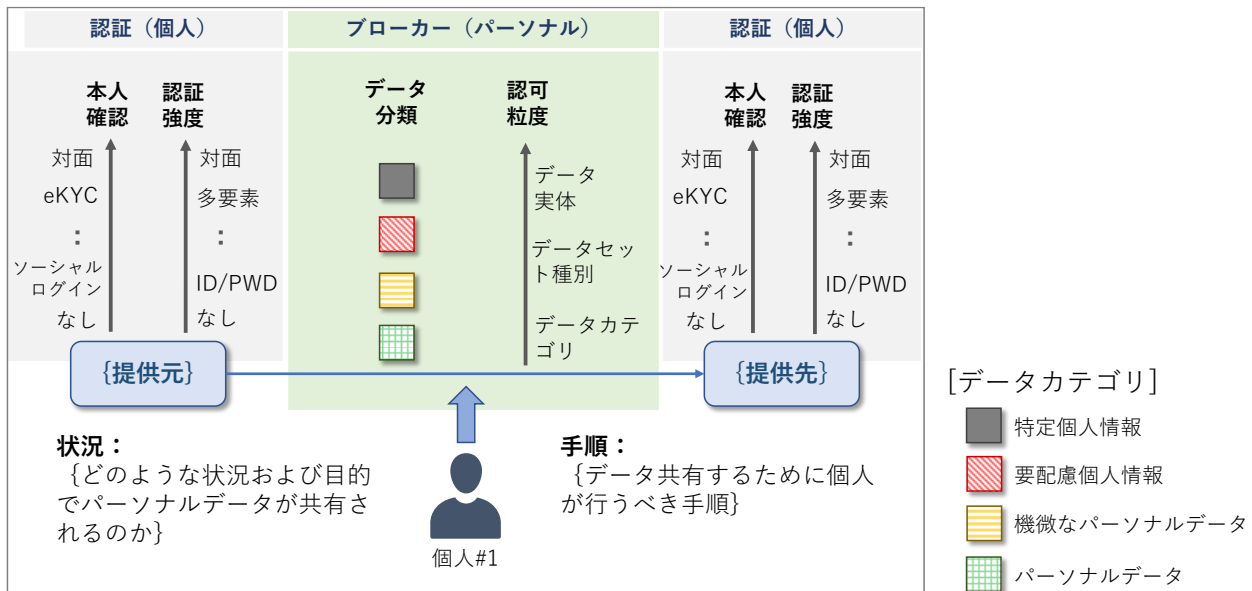 認証（個人）
ブローカー（パーソナル）
認証（個人）
本人
確認
認証
強度
対面
eKYC
：
ソーシャル
ログイン
なし
対面
多要素
：
ID/PWD
なし
データ
分類
認可
粒度
データ
実体
データセッ
ト種別
データカテ
ゴリ
本人
確認
認証
強度
対面
eKYC
：
ソーシャル
ログイン
なし
対面
多要素
：
ID/PWD
なし
{提供元}
{提供先}
状況：
{どのような状況および目的
でパーソナルデータが共有さ
れるのか}
個人#1
手順：
{データ共有するために個人
が行うべき手順}
[データカテゴリ]
特定個人情報
要配慮個人情報
機微なパーソナルデータ
パーソナルデータ